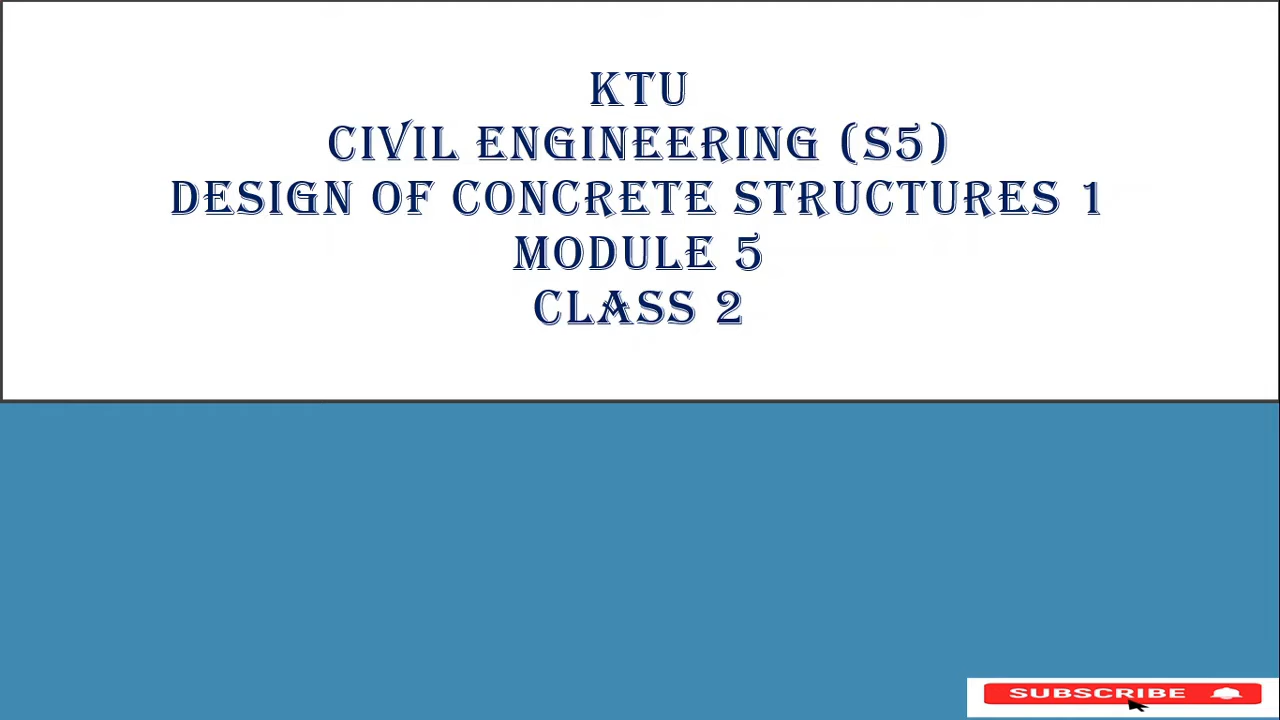 KTU
CIVIL ENGINEERING (S5)
DESIGN OF CONCRETE STRUCTURES 1
MODULE 5
CLASS 2
SUBSCRIBE